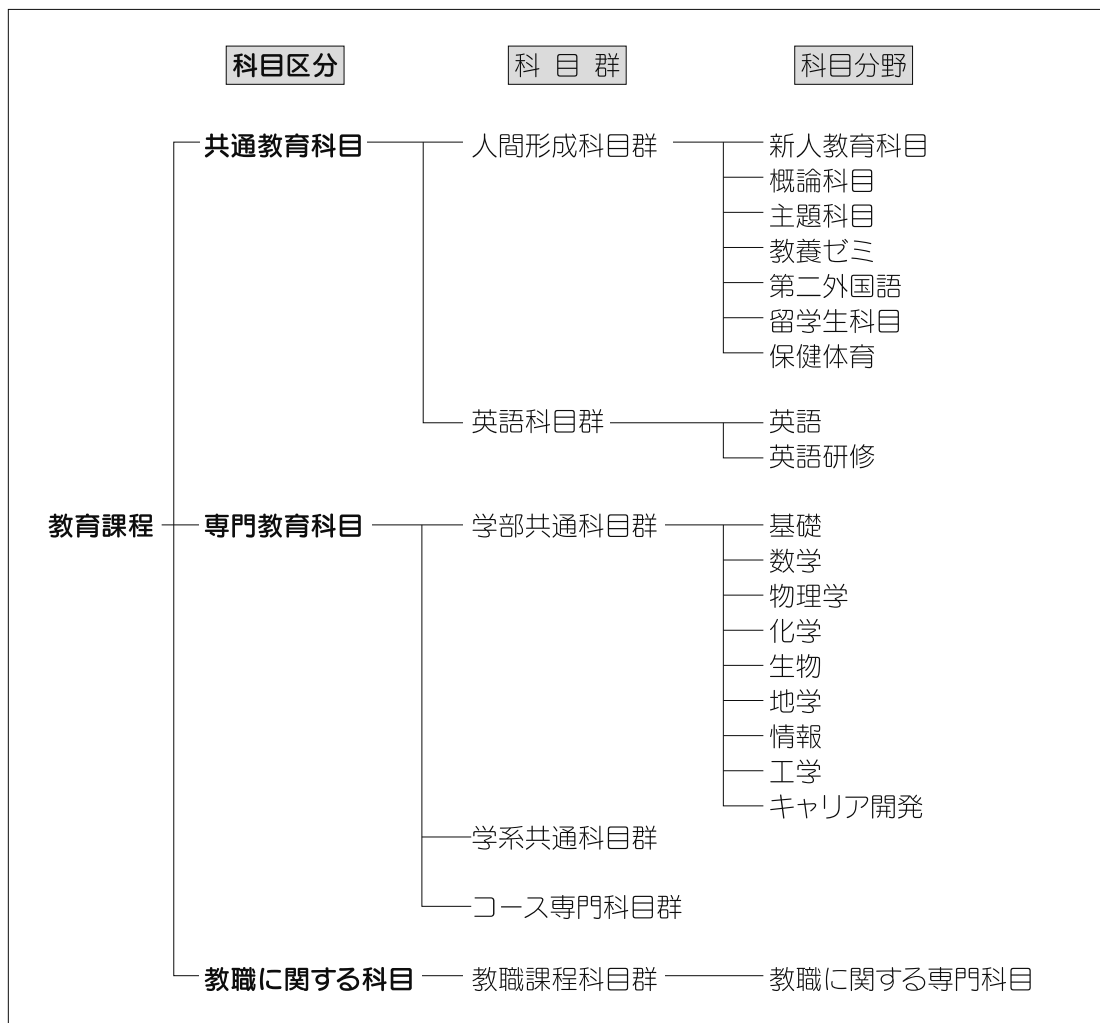 科目区分 科目群 科目分野
共通教育科目 人間形成科目群 新人教育科目
概論科目
主題科目
教養ゼミ
第二外国語
留学生科目
保健体育
英語科目群 英語
英語研修
教育課程 専門教育科目 学部共通科目群 基礎
数学
物理学
化学
生物
地学
情報
工学
キャリア開発
学系共通科目群
コース専門科目群
教職に関する科目 教職課程科目群 教職に関する専門科目